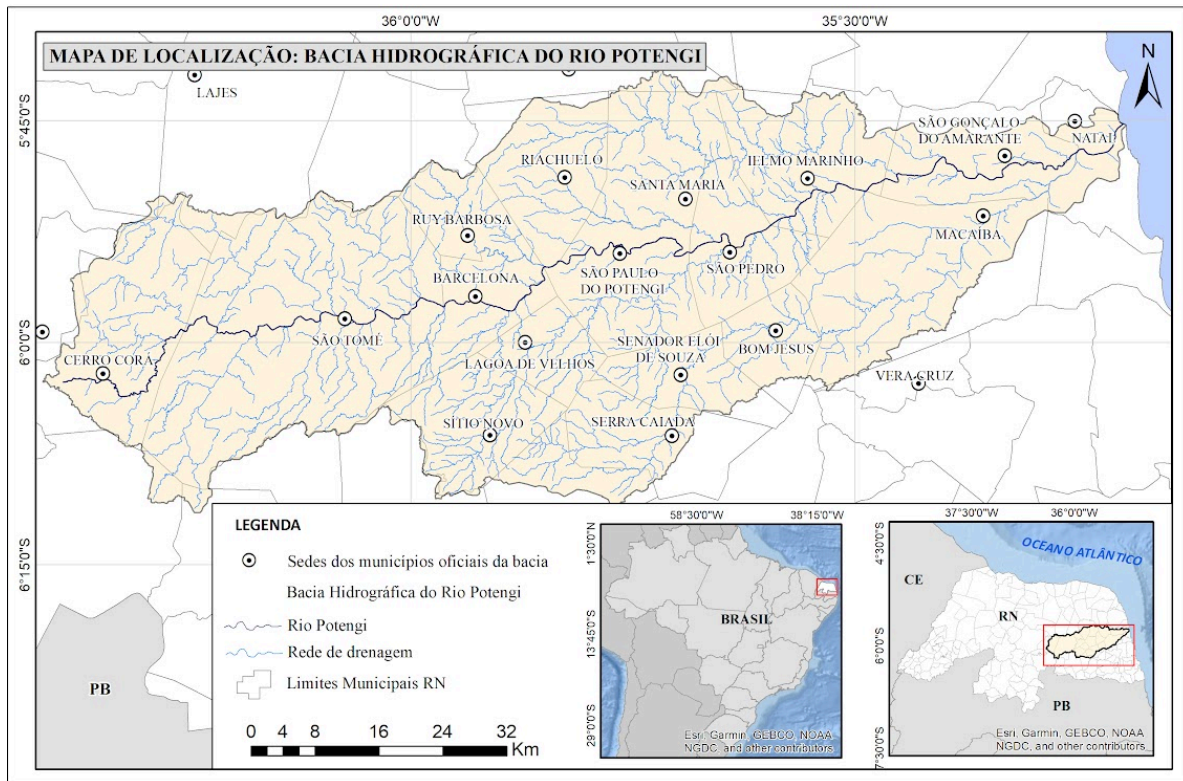 36°0'0"W
35°30'0"W
MAPA DE LOCALIZAÇÃO: BACIA HIDROGRÁFICA DO RIO POTENGI
N
LAJES
5°45'0"S
SÃO GONÇALO
DO AMARANTE
NATAL
RIACHUELO
IELMO MARINHO
SANTA MARIA
RUY BARBOSA
MACAÍBA
BARCELONA
SÃO PAULO
DO POTENGI
SÃO PEDRO
6°0'0"S
SÃO TOMÉ
CERRO CORÁ
LAGOA DE VELHOS
SENADOR ELÓI
DE SOUZA
BOM JESUS
VERA CRUZ
SÍTIO NOVO
SERRA CAIADA
6°15'0"S
PB
LEGENDA
Sedes dos municípios oficiais da bacia
Bacia Hidrográfica do Rio Potengi
Rio Potengi
Rede de drenagem
Limites Municipais RN
0 4 8 16 24 32
Km
58°30'0"W
38°15'0"W
1°30'0"N
13°45'0"S
29°0'0"S
BRASIL
Esri, Garmin, GEBCO, NOAA
NGDC, and other contributors
37°30'0"W
36°0'0"W
4°30'0"S
6°0'0"S
7°30'0"S
OCEANO ATLÂNTICO
CE
RN
PB
Esri, Garmin, GEBCO, NOAA
NGDC, and other contributors